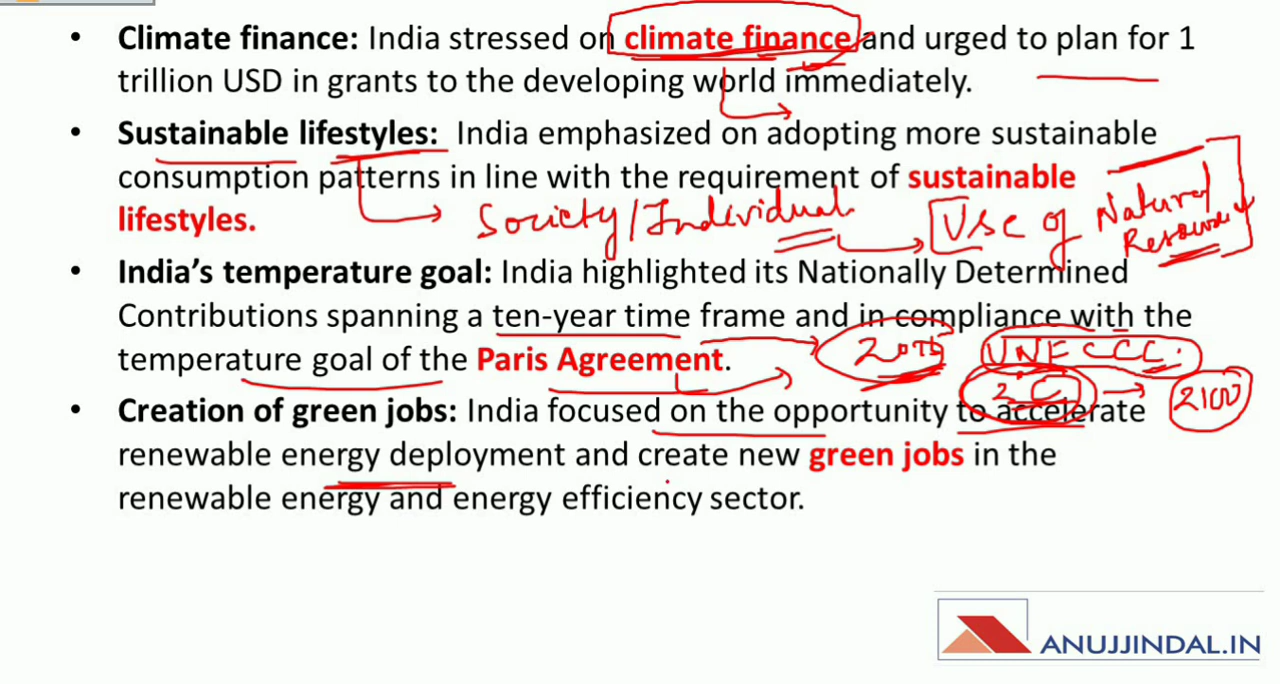 • Climate finance: India stressed on climate finance and urged to plan for 1
trillion USD in grants to the developing world immediately.
• Sustainable lifestyles: India emphasized on adopting more sustainable
consumption patterns in line with the requirement of sustainable
lifestyles.
Society/Individual
Use of
Natural
Resources
• India's temperature goal: India highlighted its Nationally Determined
Contributions spanning a ten-year time frame and in compliance with the
temperature goal of the Paris Agreement.
UNFCCC
2°C
2100
• Creation of green jobs: India focused on the opportunity to accelerate
renewable energy deployment and create new green jobs in the
renewable energy and energy efficiency sector.
ANUJJINDAL.IN